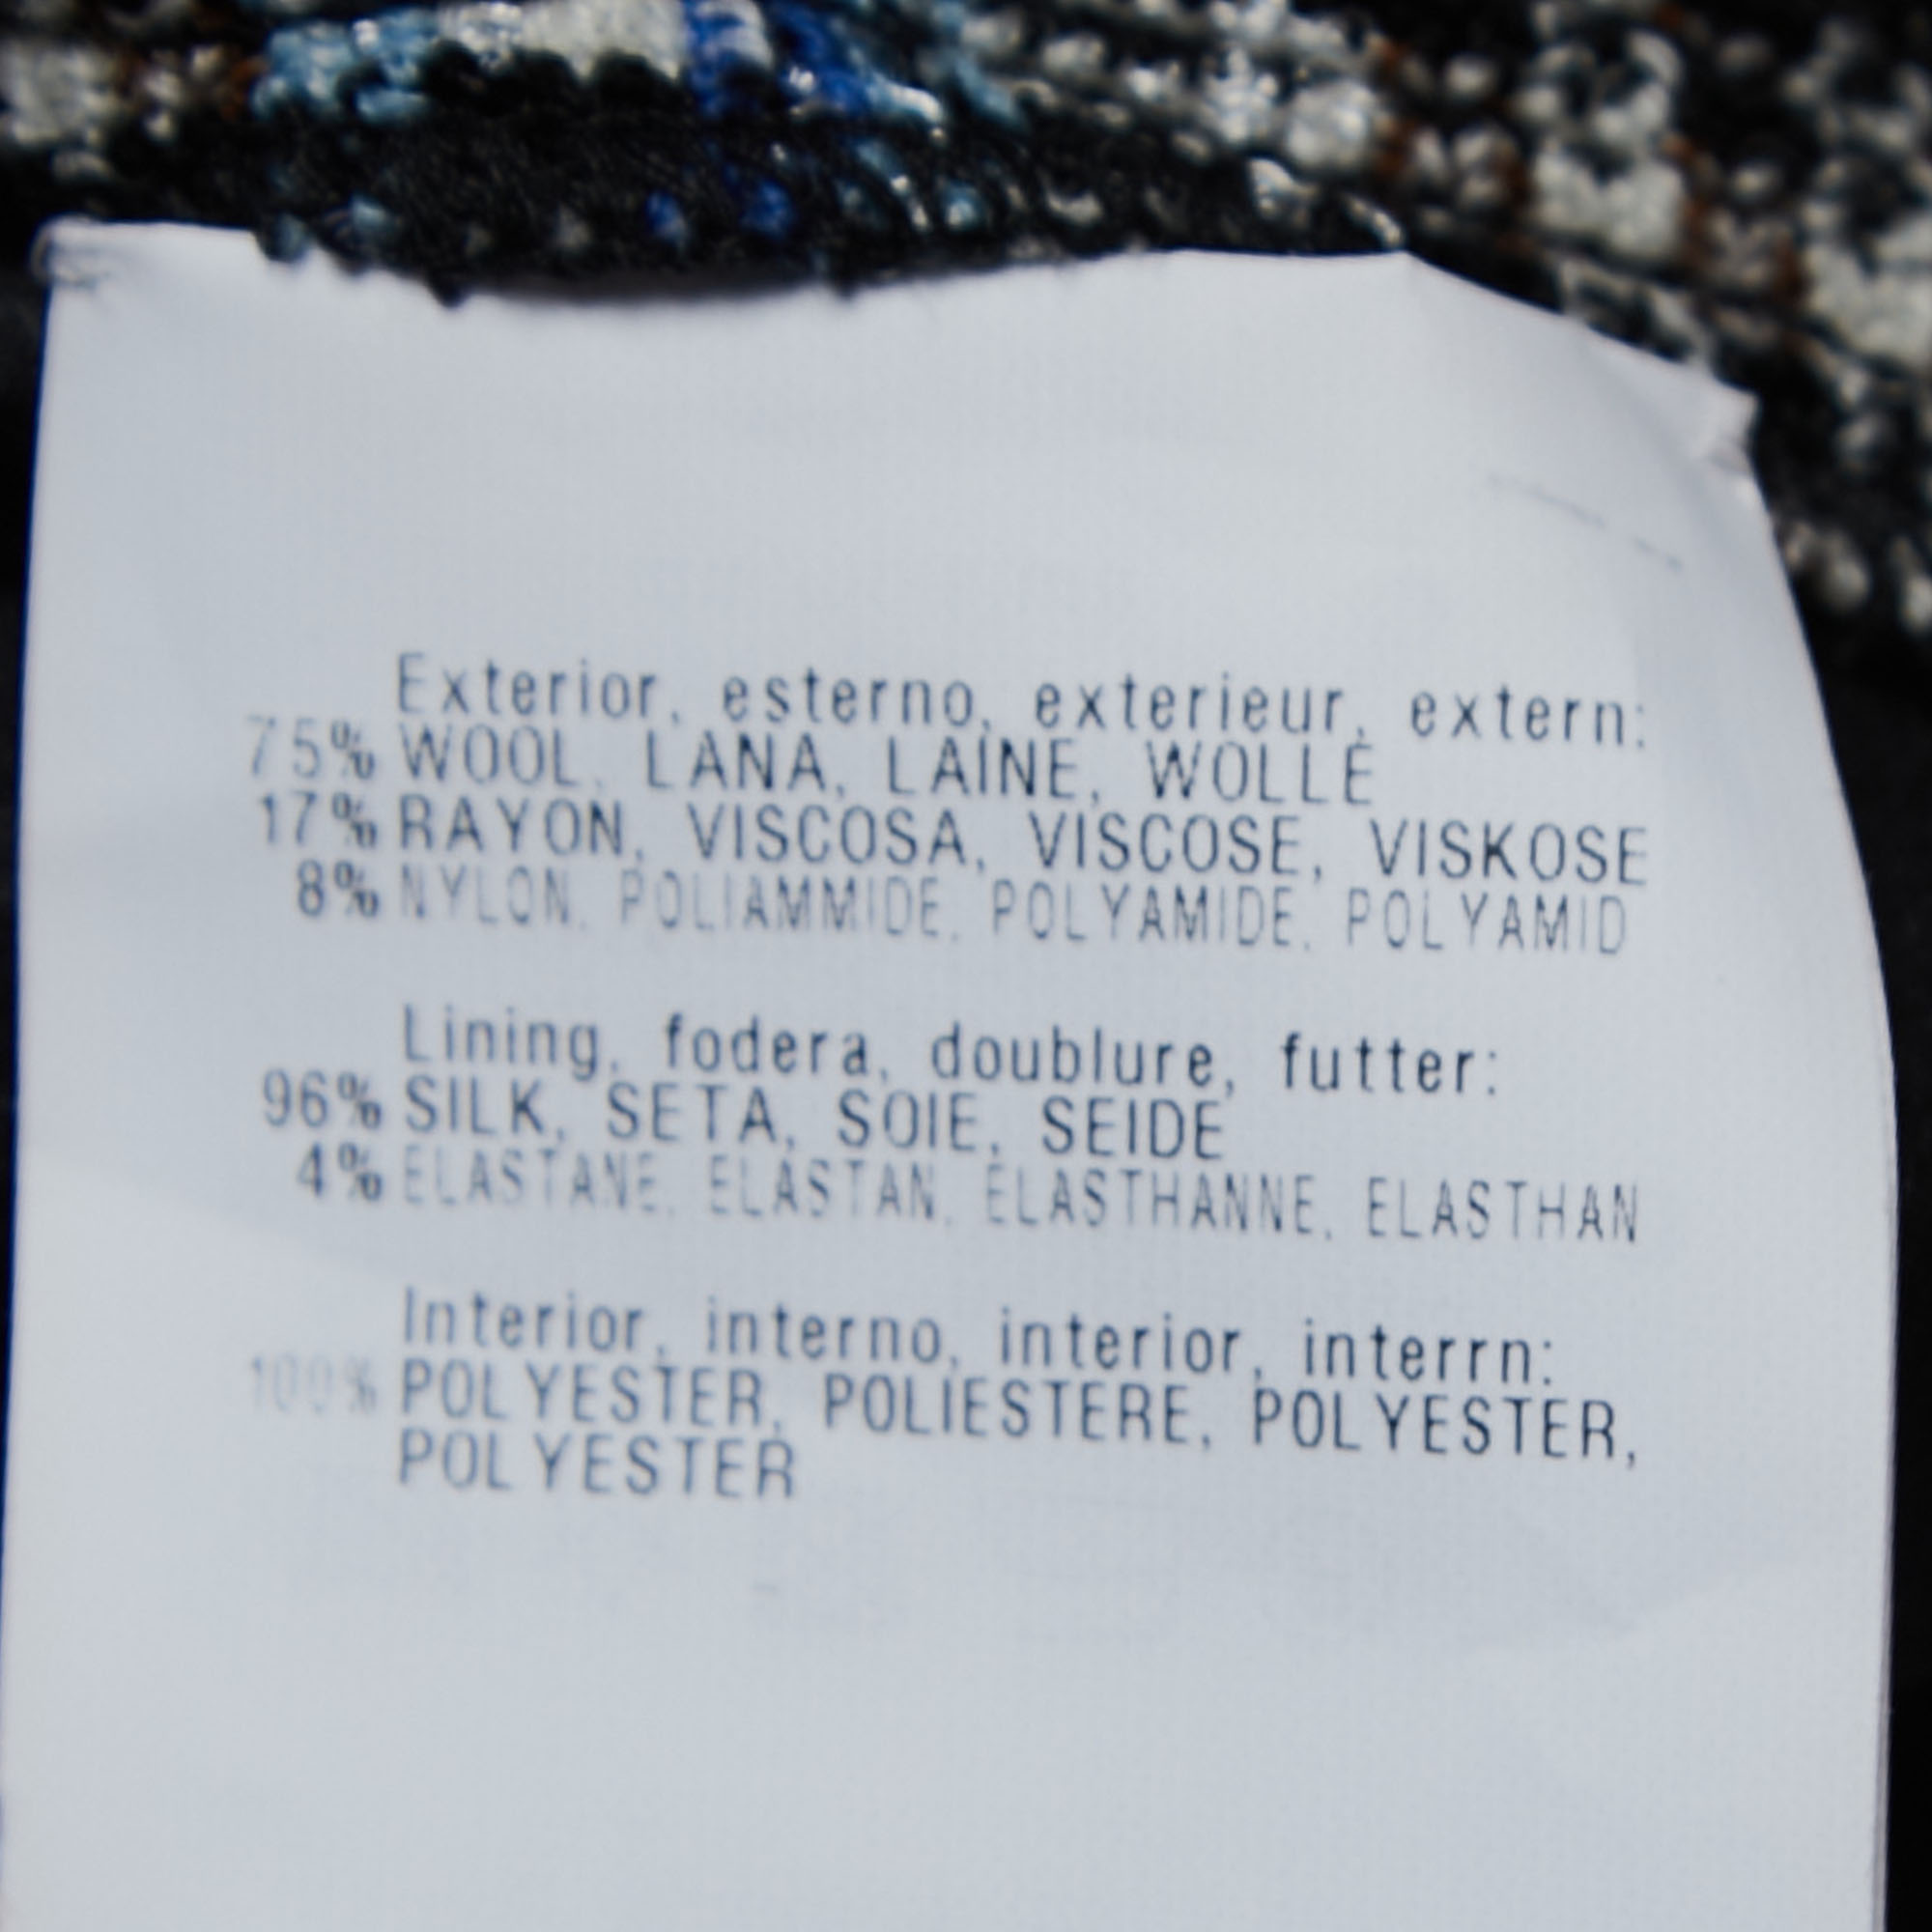 Exterior, esterno, exterieur, extern:
75% WOOL, LANA, LAINE, WOLLE
17% RAYON, VISCOSA, VISCOSE, VISKOSE
8% NYLON, POLIAMMIDE, POLYAMIDE, POLYAMID
Lining, fodera, doublure, futter:
96% SILK, SETA, SOIE, SEIDE
4% ELASTANE, ELASTAN, ELASTHANNE, ELASTHAN
Interior, interno, interior, interrn:
100% POLYESTER, POLIESTERE, POLYESTER,
POLYESTER